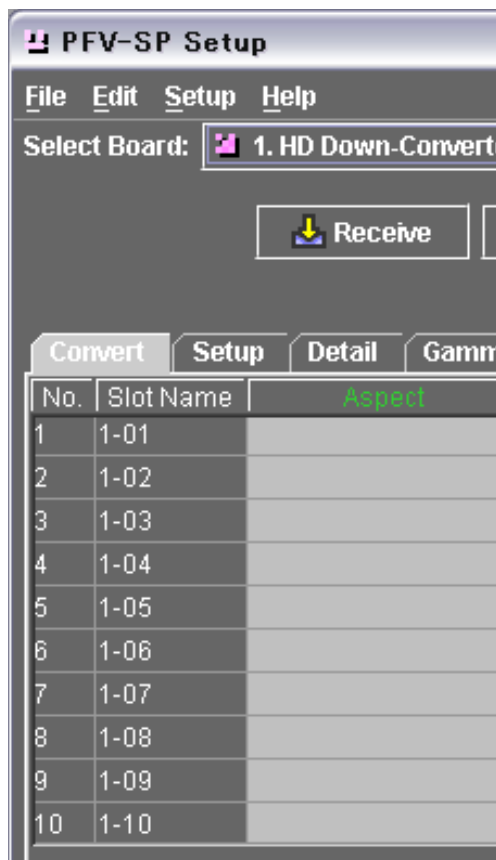 PFV-SP Setup
File Edit Setup Help
Select Board: 1. HD Down-Convert
Receive
Convert Setup Detail Gamm
No. Slot Name Aspect
1 1-01
2 1-02
3 1-03
4 1-04
5 1-05
6 1-06
7 1-07
8 1-08
9 1-09
10 1-10